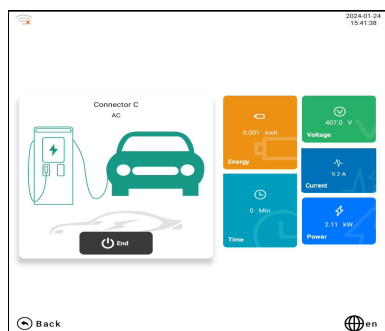 2024-01-24
15:41:38
Connector C
AC
End
0.001 kwh
Energy
407.0 V
Voltage
9.2 A
Current
0 Min
Time
2.11 kW
Power
Back
en